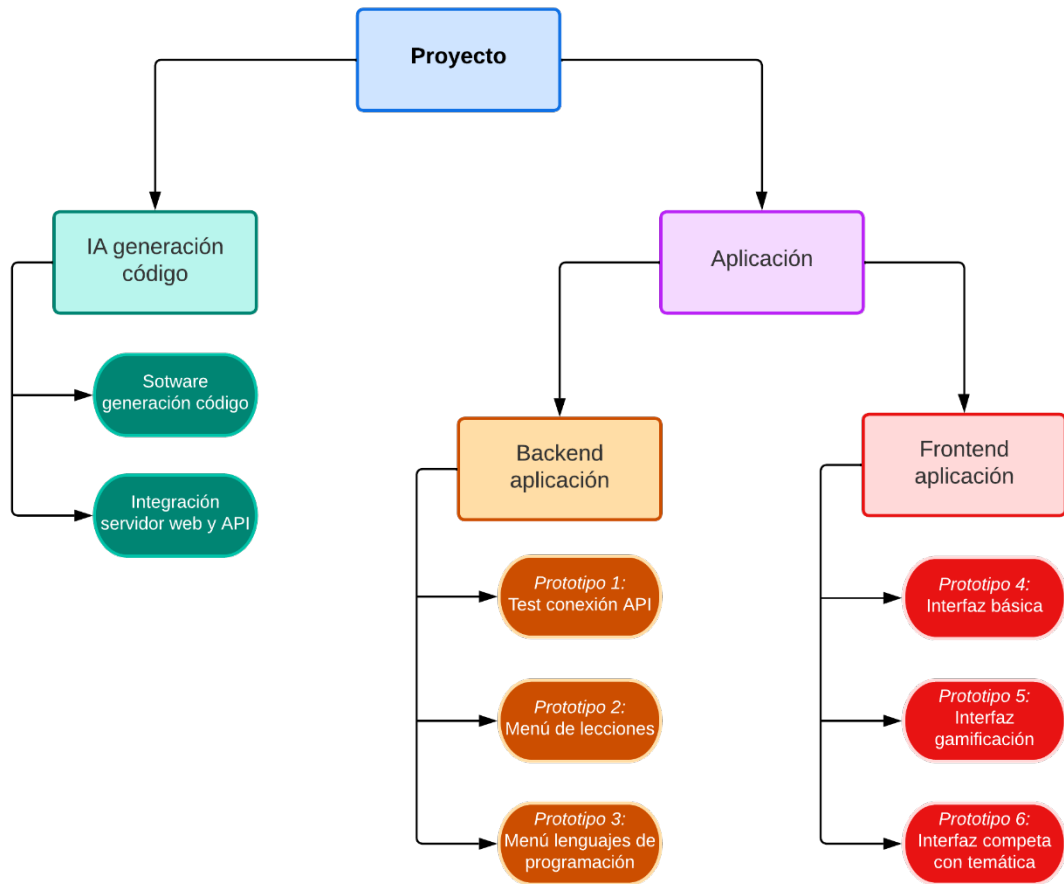 Proyecto
IA generación
código
Aplicación
Sotware
generación código
Integración
servidor web y API
Backend
aplicación
Prototipo 1:
Test conexión API
Prototipo 2:
Menú de lecciones
Prototipo 3:
Menú lenguajes de
programación
Frontend
aplicación
Prototipo 4:
Interfaz básica
Prototipo 5:
Interfaz
gamificación
Prototipo 6:
Interfaz competa
con temática